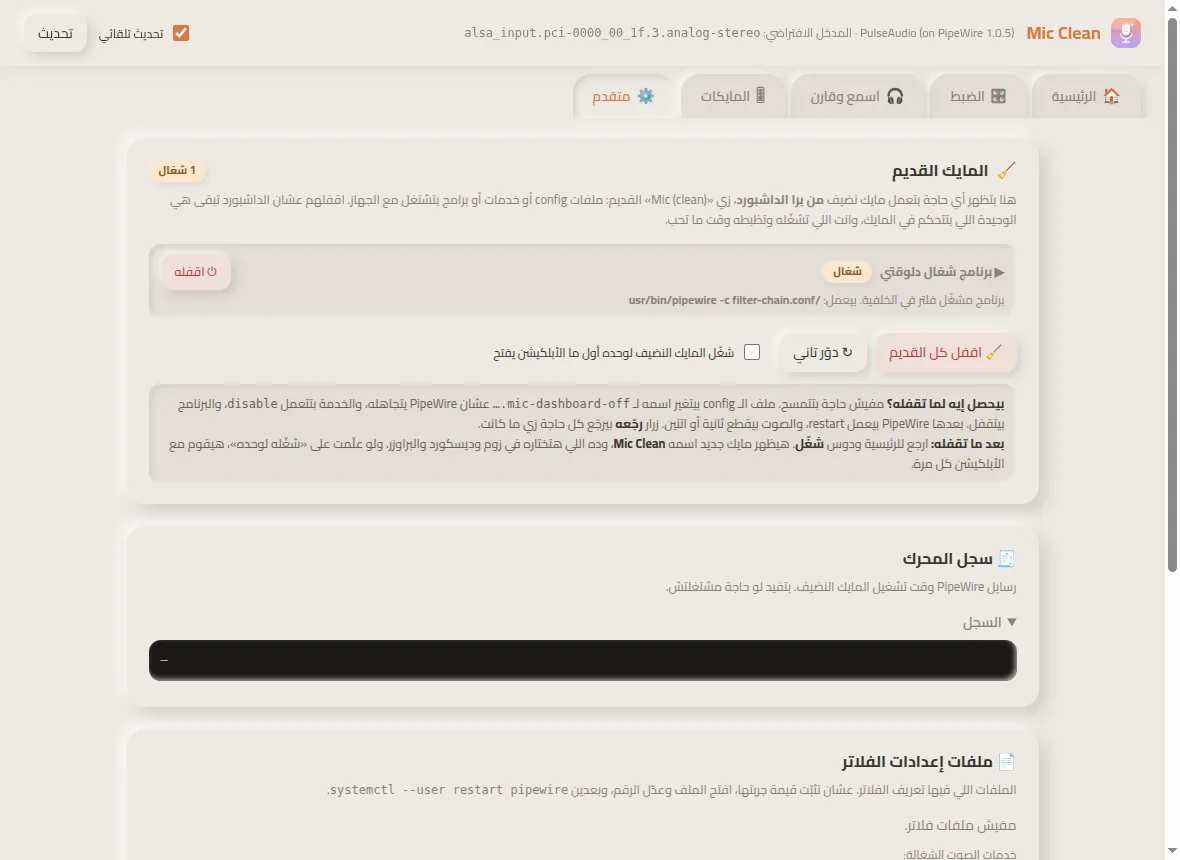 Mic Clean
PulseAudio (on PipeWire 1.0.5) · المدخل الافتراضي: alsa_input.pci-0000_00_1f.3.analog-stereo
تحديث تلقائي
تحديث
الرئيسية
الضبط
اسمع وقارن
المايكات
متقدم
المايك القديم
1 شغال
هنا بتظهر أي حاجة بتعمل مايك نضيف من برا الداشبورد، زي «Mic (clean)» القديم: ملفات config أو خدمات أو برامج بتشتغل مع الجهاز. اقفلهم عشان الداشبورد تبقى هي
الوحيدة اللي بتتحكم في المايك، وانت اللي تشغّله وتظبطه وقت ما تحب.
▶ برنامج شغال دلوقتي
شغال
⏻ اقفله
برنامج مشغّل فلتر في الخلفية. بيعمل: /usr/bin/pipewire -c filter-chain.conf
اقفل كل القديم
↻ دوّر تاني
شغّل المايك النضيف لوحده أول ما الأبلكيشن يفتح
بيحصل إيه لما تقفله؟ مفيش حاجة بتتمسح. ملف الـ config بيتغير اسمه لـ ….mic-dashboard-off عشان PipeWire يتجاهله، والخدمة بتتعمل disable، والبرنامج
بيتقفل. بعدها PipeWire بيعمل restart، والصوت بيقطع ثانية أو اتنين. زرار رجّعه بيرجّع كل حاجة زي ما كانت.
بعد ما تقفله: ارجع للرئيسية ودوس شغّل. هيظهر مايك جديد اسمه Mic Clean، وده اللي هتختاره في زوم وديسكورد والبراوزر. ولو علّمت على «شغّله لوحده»، هيقوم مع
الأبلكيشن كل مرة.
سجل المحرك
رسايل PipeWire وقت تشغيل المايك النضيف. بتفيد لو حاجة مشتغلتش.
▼ السجل
—
ملفات إعدادات الفلاتر
الملفات اللي فيها تعريف الفلاتر. عشان تثبّت قيمة جربتها، افتح الملف وعدّل الرقم، وبعدين systemctl --user restart pipewire.
مفيش ملفات فلاتر.
خدمات الصوت الشغالة: